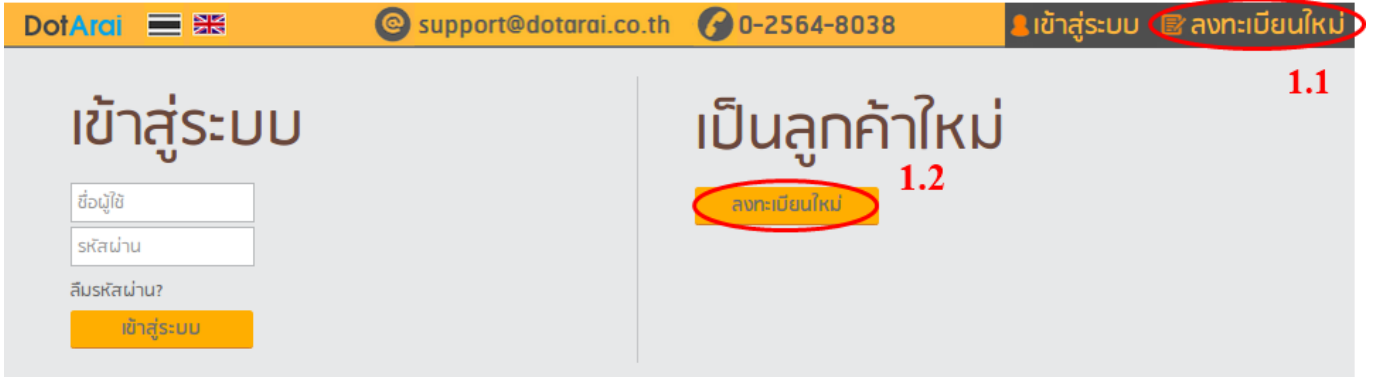 DotArai support@dotarai.co.th 0-2564-8038 เข้าสู่ระบบ ลงทะเบียนใหม่
1.1
เข้าสู่ระบบ
ชื่อผู้ใช้
รหัสผ่าน
ลืมรหัสผ่าน?
เข้าสู่ระบบ
เป็นลูกค้าใหม่
1.2
ลงทะเบียนใหม่